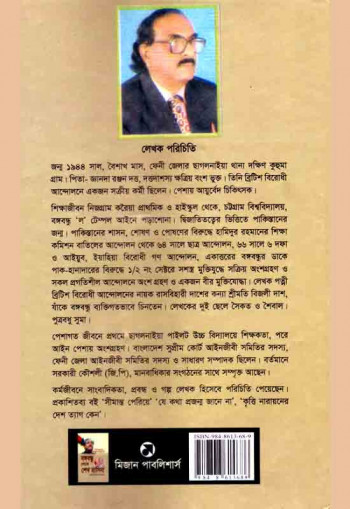 লেখক পরিচিতি
জন্ম ১৯৪৪ সাল, বৈশাখ মাস, ফেনী জেলার ছাগলনাইয়া থানা দক্ষিণ কুহুমা
গ্রাম। পিতা- জ্ঞানদা রঞ্জন দত্ত, দত্তদাশস্য ক্ষত্রিয় বংশ ভুক্ত। তিনি ব্রিটিশ বিরোধী
আন্দোলনে একজন সক্রীয় কর্মী ছিলেন। পেশায় আয়ুর্বেদ চিকিৎসক।
শিক্ষাজীবন নিজগ্রাম করৈয়া প্রাথমিক ও হাইস্কুল থেকে, চট্টগ্রাম বিশ্ববিদ্যালয়,
বঙ্গবন্ধু 'ল' টেম্পল আইনে পড়াশোনা। দ্বিজাতিতত্বের ভিত্তিতে পাকিস্তানের
জন্ম। পাকিস্তানের শাসন, শোষণ ও পোষণের বিরুদ্ধে হামিদুর রহমানের শিক্ষা
কমিশন বাতিলের আন্দোলন থেকে ৬৪ সালে ছাত্র আন্দোলন, ৬৬ সালে ৬ দফা
ও আইয়ুব, ইয়াহিয়া বিরোধী গণ আন্দোলন, একাত্তরের বঙ্গবন্ধুর ডাকে
পাক-হানাদারের বিরুদ্ধে ১/২ নং সেক্টরে সশস্ত্র মুক্তিযুদ্ধে সক্রিয় অংশগ্রহণ ও
সকল প্রগতিশীল আন্দোলনে অংশ গ্রহণ ও একজন বীর মুক্তিযোদ্ধা। লেখক পত্নী
ব্রিটিশ বিরোধী আন্দোলনের নায়ক রাসবিহারী দাশের কন্যা শ্রীমতি বিজলী দাশ,
যাঁকে বঙ্গবন্ধু ব্যক্তিগতভাবে চিনতেন। লেখকের দুই ছেলে সৈকত ও শৈবাল।
পুত্রবধু সুমা।
পেশাগত জীবনে প্রথমে ছাগলনাইয়া পাইলট উচ্চ বিদ্যালয়ে শিক্ষকতা, পরে
আইন পেশায় অংশগ্রহণ। বাংলাদেশ সুপ্রীম কোর্ট আইনজীবী সমিতির সদস্য,
ফেনী জেলা আইনজীবী সমিতির সদস্য ও সাধারণ সম্পাদক ছিলেন। বর্তমানে
সরকারী কৌশলী (জি.পি), মানবাধিকার সংগঠনের সাথে সম্পৃক্ত আছেন।
কর্মজীবনে সাংবাদিকতা, প্রবন্ধ ও গল্প লেখক হিসেবে পরিচিতি পেয়েছেন।
প্রকাশিতব্য বই 'সীমান্ত পেরিয়ে' 'যে কথা প্রজন্ম জানে না', 'কৃত্তি নারায়নের
দেশ ত্যাগ কেন'।
মিজান পাবলিশার্স
ISBN-984-8613-68-9